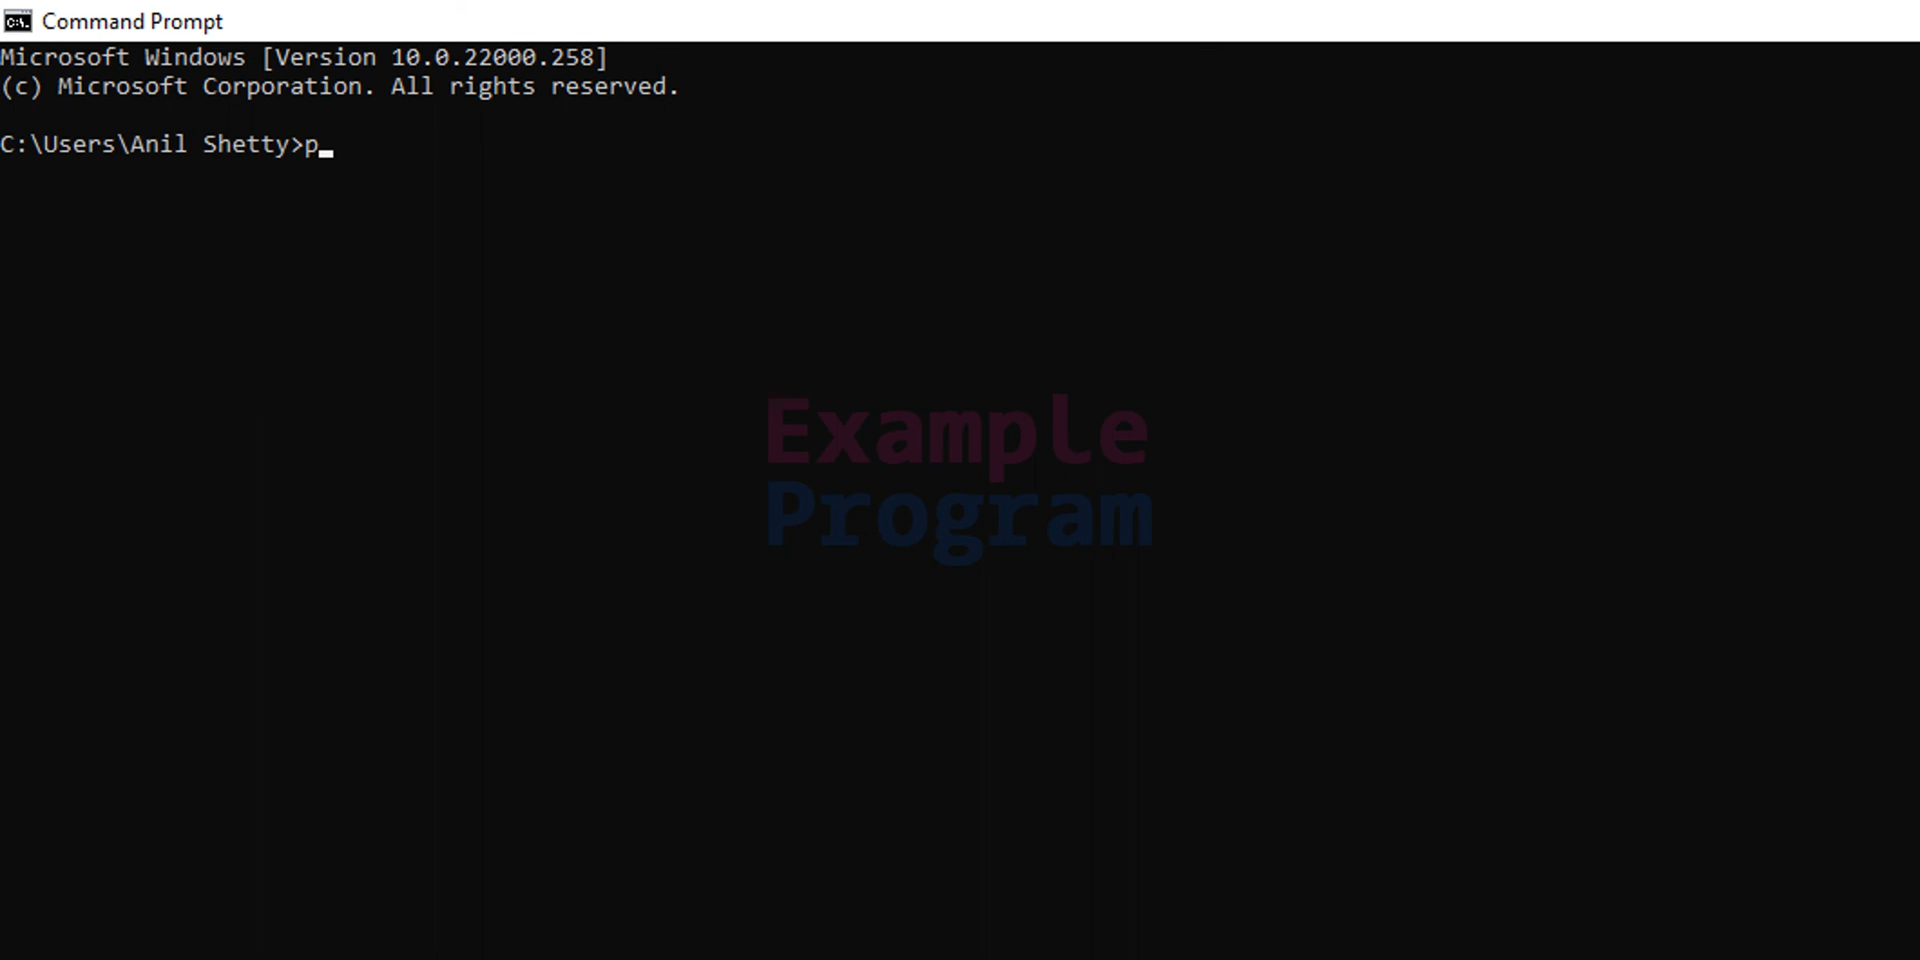 Command Prompt
Microsoft Windows [Version 10.0.22000.258]
(c) Microsoft Corporation. All rights reserved.
C:\Users\Anil Shetty>p
Example
Program